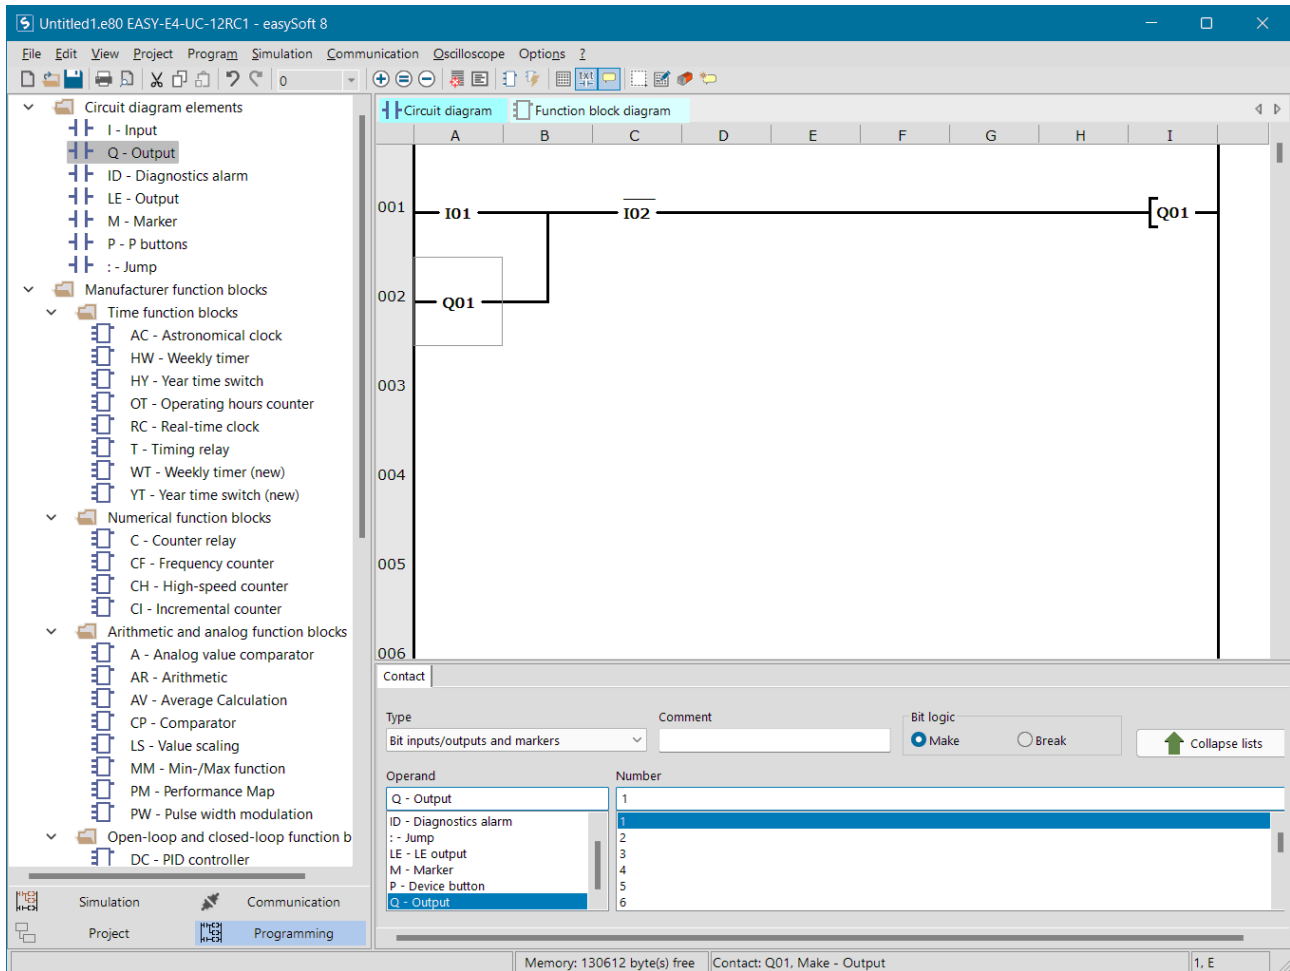 Untitled1.e80 EASY-E4-UC-12RC1 - easySoft 8
File Edit View Project Program Simulation Communication Oscilloscope Options ?
0
Circuit diagram elements
I - Input
Q - Output
ID - Diagnostics alarm
LE - Output
M - Marker
P - P buttons
: - Jump
Manufacturer function blocks
Time function blocks
AC - Astronomical clock
HW - Weekly timer
HY - Year time switch
OT - Operating hours counter
RC - Real-time clock
T - Timing relay
WT - Weekly timer (new)
YT - Year time switch (new)
Numerical function blocks
C - Counter relay
CF - Frequency counter
CH - High-speed counter
CI - Incremental counter
Arithmetic and analog function blocks
A - Analog value comparator
AR - Arithmetic
AV - Average Calculation
CP - Comparator
LS - Value scaling
MM - Min-/Max function
PM - Performance Map
PW - Pulse width modulation
Open-loop and closed-loop function b
DC - PID controller
Simulation Communication
Project Programming
Circuit diagram Function block diagram
A B C D E F G H I
001 I01 I02 Q01
002 Q01
003
004
005
006
Contact
Type Comment Bit logic
Bit inputs/outputs and markers Make Break Collapse lists
Operand Number
Q - Output 1
ID - Diagnostics alarm 1
: - Jump 2
LE - LE output 3
M - Marker 4
P - Device button 5
Q - Output 6
Memory: 130612 byte(s) free Contact: Q01, Make - Output 1, E